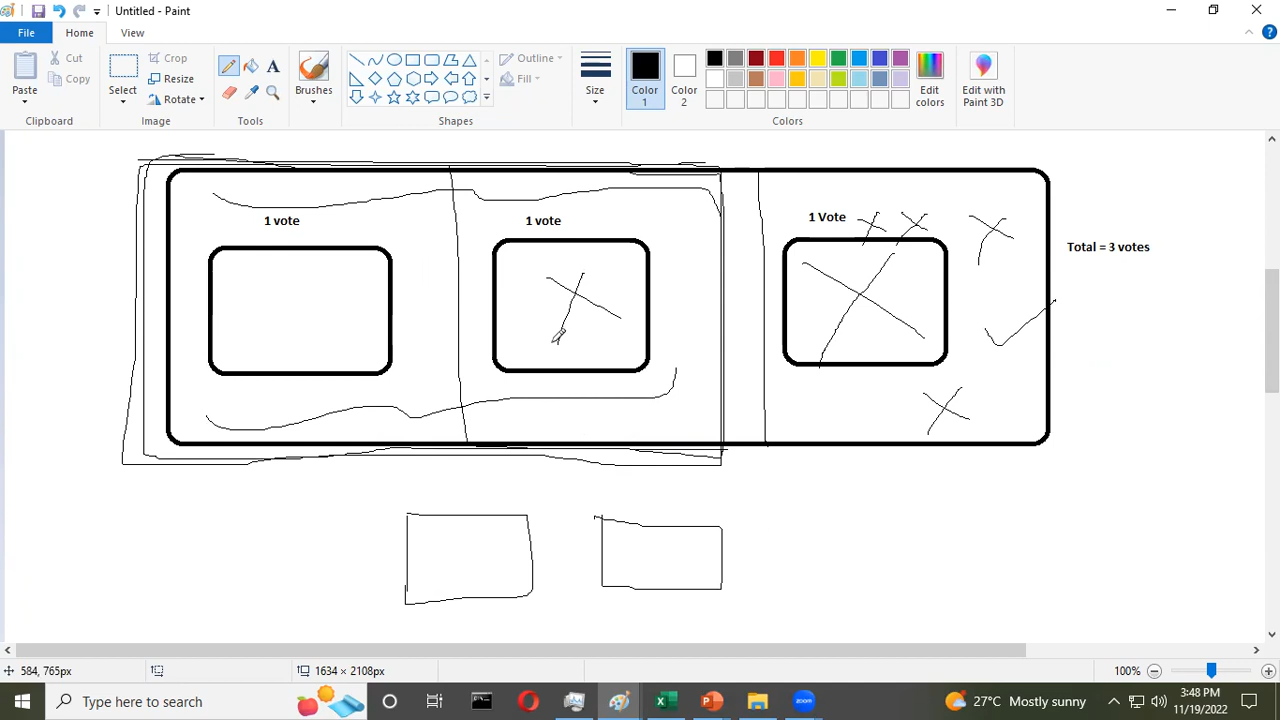 Untitled - Paint
File
Home
View
Paste
Cut
Copy
Clipboard
Select
Crop
Resize
Rotate
Image
A
Tools
Brushes
Outline
Fill
Shapes
Size
Color
1
Color
2
Edit
colors
Colors
Edit with
Paint 3D
1 vote
1 vote
1 Vote
Total = 3 votes
584, 765px
1634 × 2108px
100%
Type here to search
27°C Mostly sunny
3:48 PM
11/19/2022